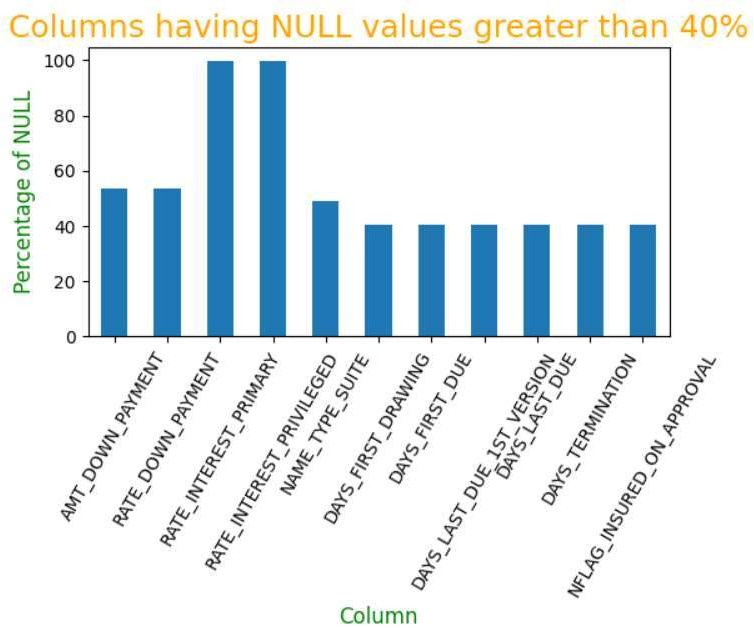 Columns having NULL values greater than 40%
Percentage of NULL
100
80
60
40
20
0
AMT_DOWN_PAYMENT
RATE_DOWN_PAYMENT
RATE_INTEREST_PRIMARY
RATE_INTEREST_PRIVILEGED
NAME_TYPE_SUITE
DAYS_FIRST_DRAWING
DAYS_FIRST_DUE
DAYS_LAST_DUE_1ST_VERSION
DAYS_LAST_DUE
DAYS_TERMINATION
NFLAG_INSURED_ON_APPROVAL
Column